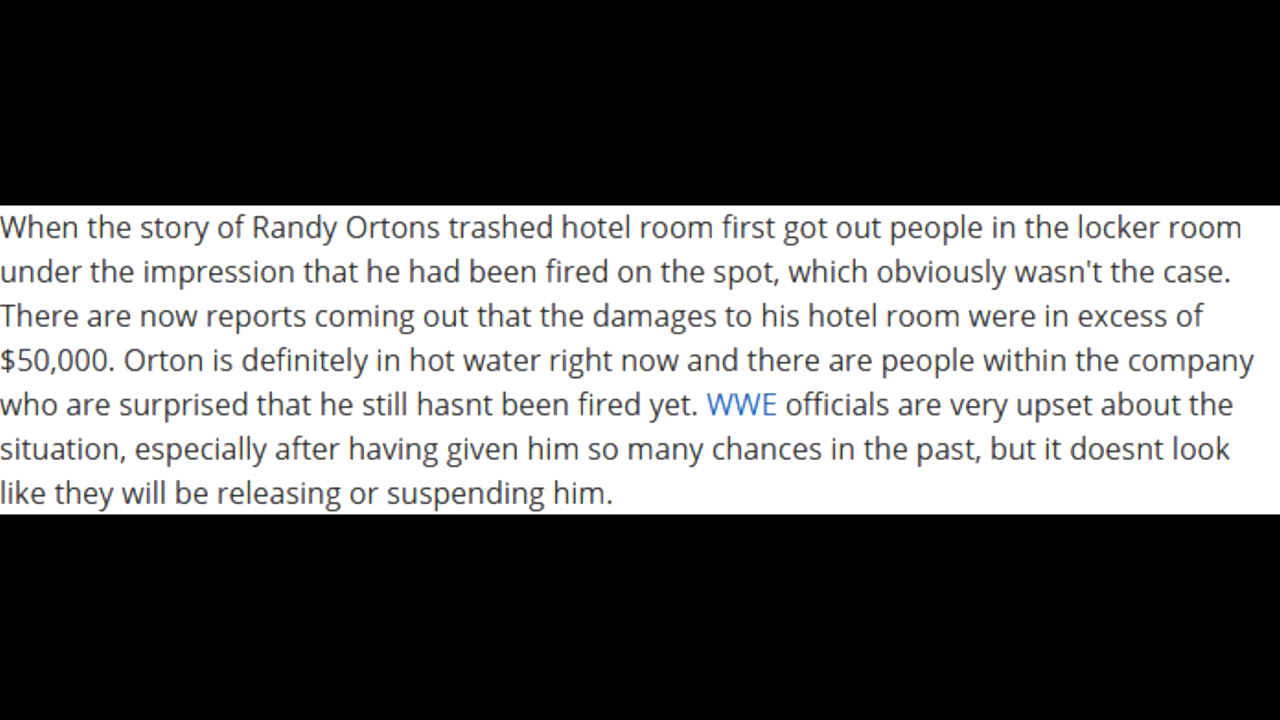 When the story of Randy Ortons trashed hotel room first got out people in the locker room
under the impression that he had been fired on the spot, which obviously wasn't the case.
There are now reports coming out that the damages to his hotel room were in excess of
$50,000. Orton is definitely in hot water right now and there are people within the company
who are surprised that he still hasnt been fired yet. WWE officials are very upset about the
situation, especially after having given him so many chances in the past, but it doesnt look
like they will be releasing or suspending him.